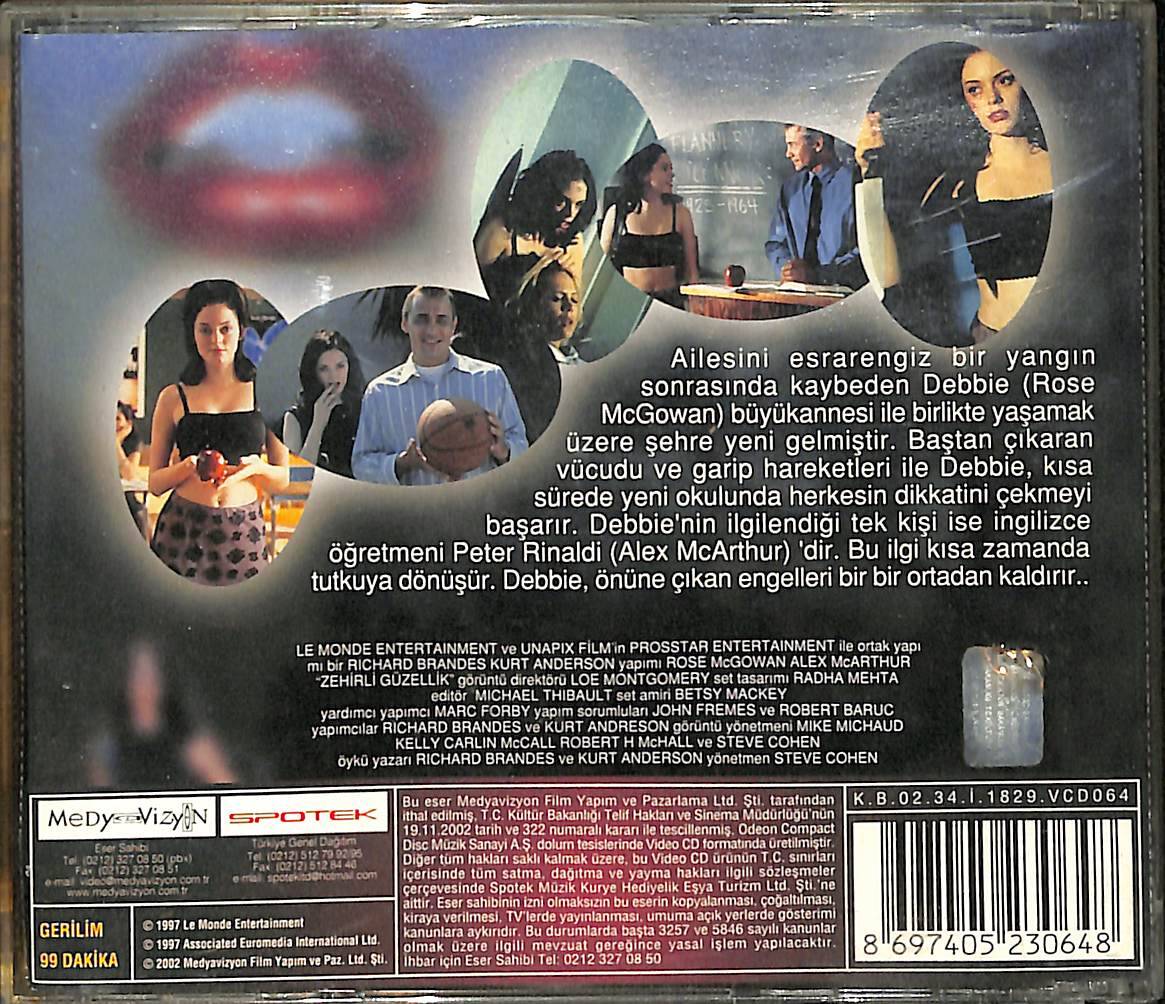 FLANNERY
1925-1964
Ailesini esrarengiz bir yangın
sonrasında kaybeden Debbie (Rose
McGowan) büyükannesi ile birlikte yaşamak
üzere şehre yeni gelmiştir. Baştan çıkaran
vücudu ve garip hareketleri ile Debbie, kısa
sürede yeni okulunda herkesin dikkatini çekmeyi
başarır. Debbie'nin ilgilendiği tek kişi ise ingilizce
öğretmeni Peter Rinaldi (Alex McArthur) 'dir. Bu ilgi kısa zamanda
tutkuya dönüşür. Debbie, önüne çıkan engelleri bir bir ortadan kaldırır..
LE MONDE ENTERTAINMENT ve UNAPIX FİLM'in PROSSTAR ENTERTAINMENT ile ortak yapı
mı bir RICHARD BRANDES KURT ANDERSON yapımı ROSE McGOWAN ALEX McARTHUR
"ZEHİRLİ GÜZELLİK" görüntü direktörü LOE MONTGOMERY set tasarımı RADHA MEHTA
editör MICHAEL THIBAULT set amiri BETSY MACKEY
yardımcı yapımcı MARC FORBY yapım sorumluları JOHN FREMES ve ROBERT BARUC
yapımcılar RICHARD BRANDES ve KURT ANDRESON görüntü yönetmeni MIKE MICHAUD
KELLY CARLIN McCALL ROBERT H McHALL ve STEVE COHEN
öykü yazarı RICHARD BRANDES ve KURT ANDERSON yönetmen STEVE COHEN
MeDyaVizyON
Eser Sahibi
Tel: (0212) 327 08 50 (pbx)
Fax: (0212) 327 08 51
e-mail: video@medyavizyon.com.tr
www.medyavizyon.com.tr
SPOTEK
Türkiye Genel Dağıtım
Tel: (0212) 512 79 92/95
Fax: (0212) 512 84 46
e-mail: spotekltd@hotmail.com
GERİLİM
99 DAKİKA
© 1997 Le Monde Entertainment
© 1997 Associated Euromedia International Ltd.
© 2002 Medyavizyon Film Yapım ve Paz. Ltd. Şti.
Bu eser Medyavizyon Film Yapım ve Pazarlama Ltd. Şti. tarafından
ithal edilmiş, T.C. Kültür Bakanlığı Telif Hakları ve Sinema Müdürlüğü'nün
19.11.2002 tarih ve 322 numaralı kararı ile tescillenmiş, Odeon Compact
Disc Müzik Sanayi A.Ş. dolum tesislerinde Video CD formatında üretilmiştir.
Diğer tüm hakları saklı kalmak üzere, bu Video CD ürünün T.C. sınırları
içerisinde tüm satma, dağıtma ve yayma hakları ilgili sözleşmeler
çerçevesinde Spotek Müzik Kurye Hediyelik Eşya Turizm Ltd. Şti.'ne
aittir. Eser sahibinin izni olmaksızın bu eserin kopyalanması, çoğaltılması,
kiraya verilmesi, TV'lerde yayınlanması, umuma açık yerlerde gösterimi
kanunlara aykırıdır. Bu durumlarda başta 3257 ve 5846 sayılı kanunlar
olmak üzere ilgili mevzuat gereğince yasal işlem yapılacaktır.
İhbar için Eser Sahibi Tel: 0212 327 08 50
K.B.02.34.İ.1829.VCD064
8 697405 230648